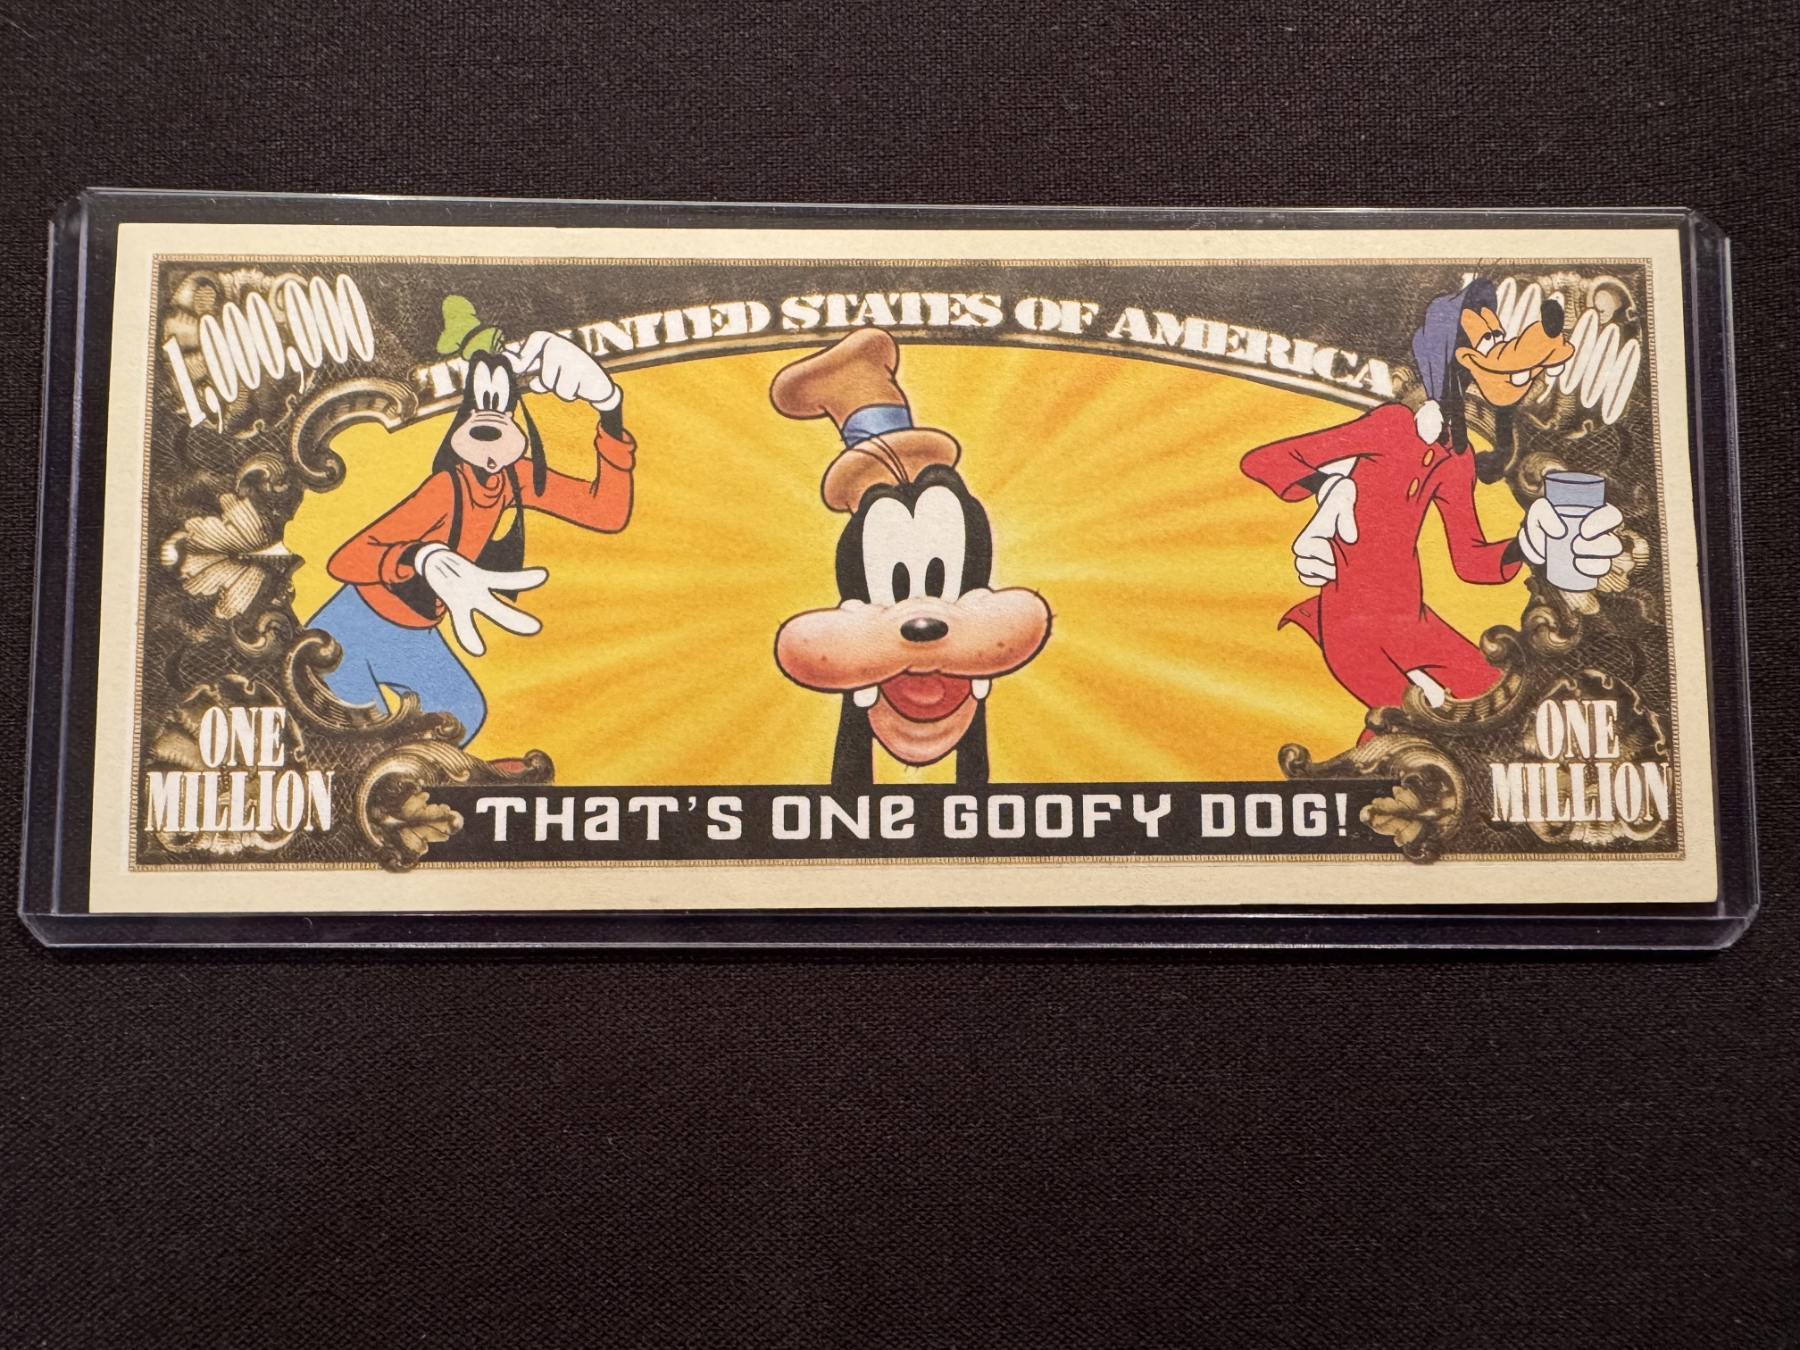 1,000,000
THE UNITED STATES OF AMERICA
ONE
MILLION
THAT'S ONE GOOFY DOG!
ONE
MILLION